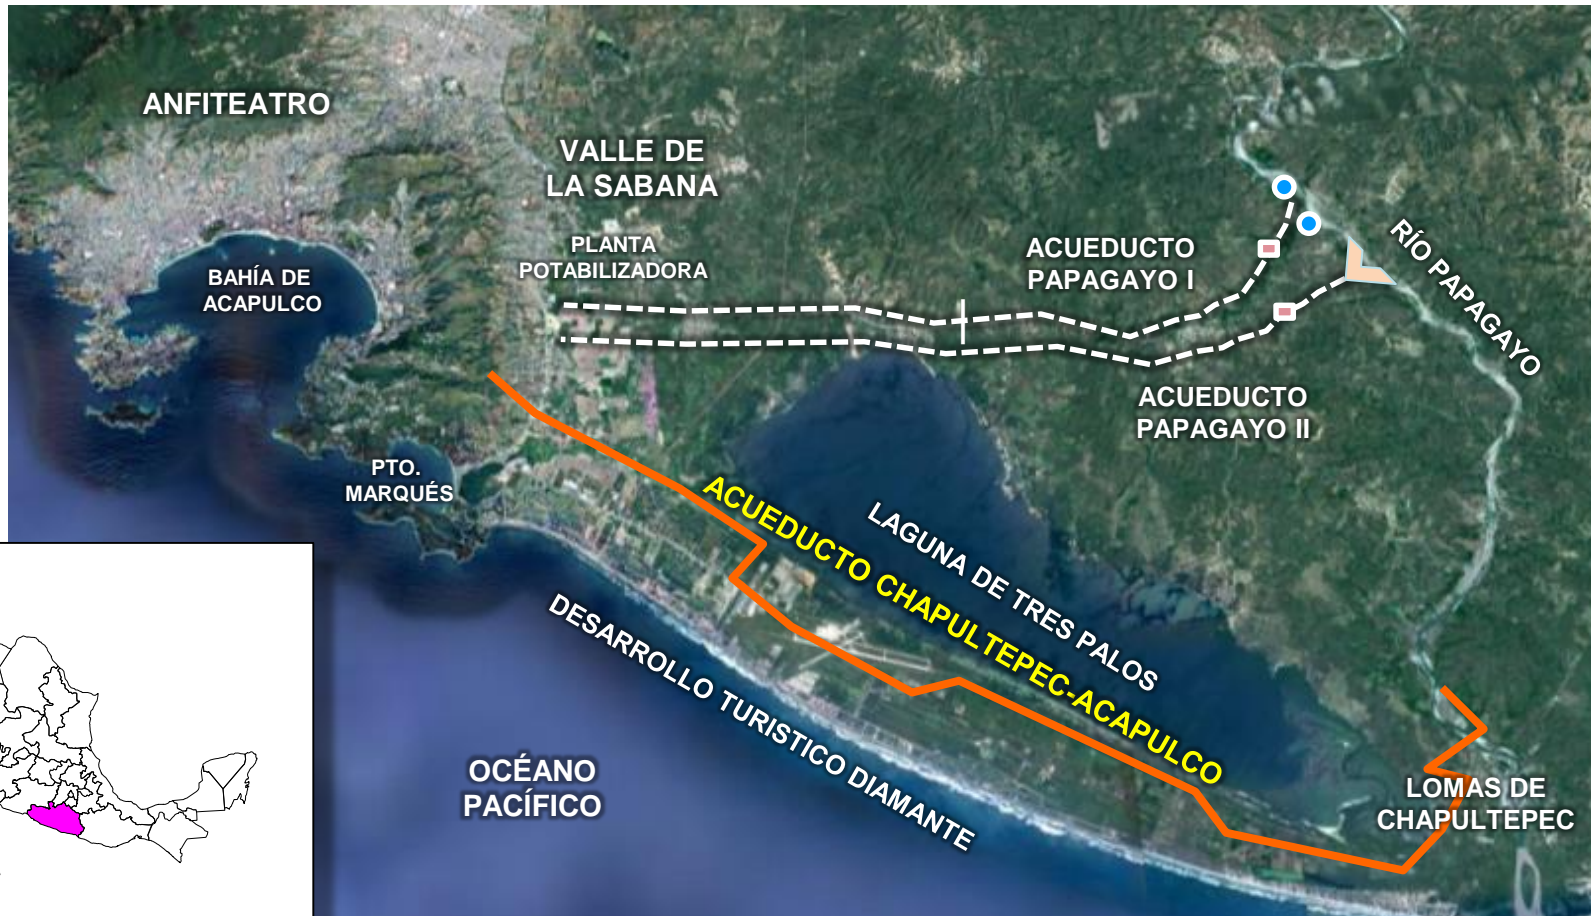 ANFITEATRO
VALLE DE
LA SABANA
PLANTA
POTABILIZADORA
BAHÍA DE
ACAPULCO
ACUEDUCTO
PAPAGAYO I
RÍO PAPAGAYO
ACUEDUCTO
PAPAGAYO II
PTO.
MARQUÉS
LAGUNA DE TRES PALOS
ACUEDUCTO CHAPULTEPEC-ACAPULCO
DESARROLLO TURISTICO DIAMANTE
OCÉANO
PACÍFICO
LOMAS DE
CHAPULTEPEC